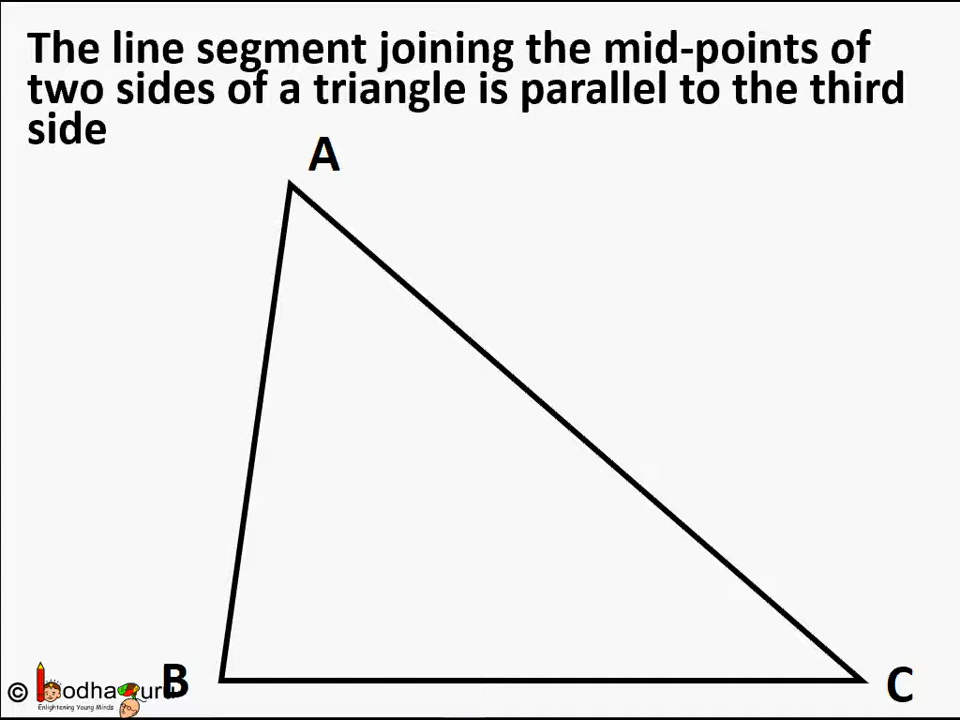 The line segment joining the mid-points of
two sides of a triangle is parallel to the third
side
A
B
C
©
Enlightening Young Minds